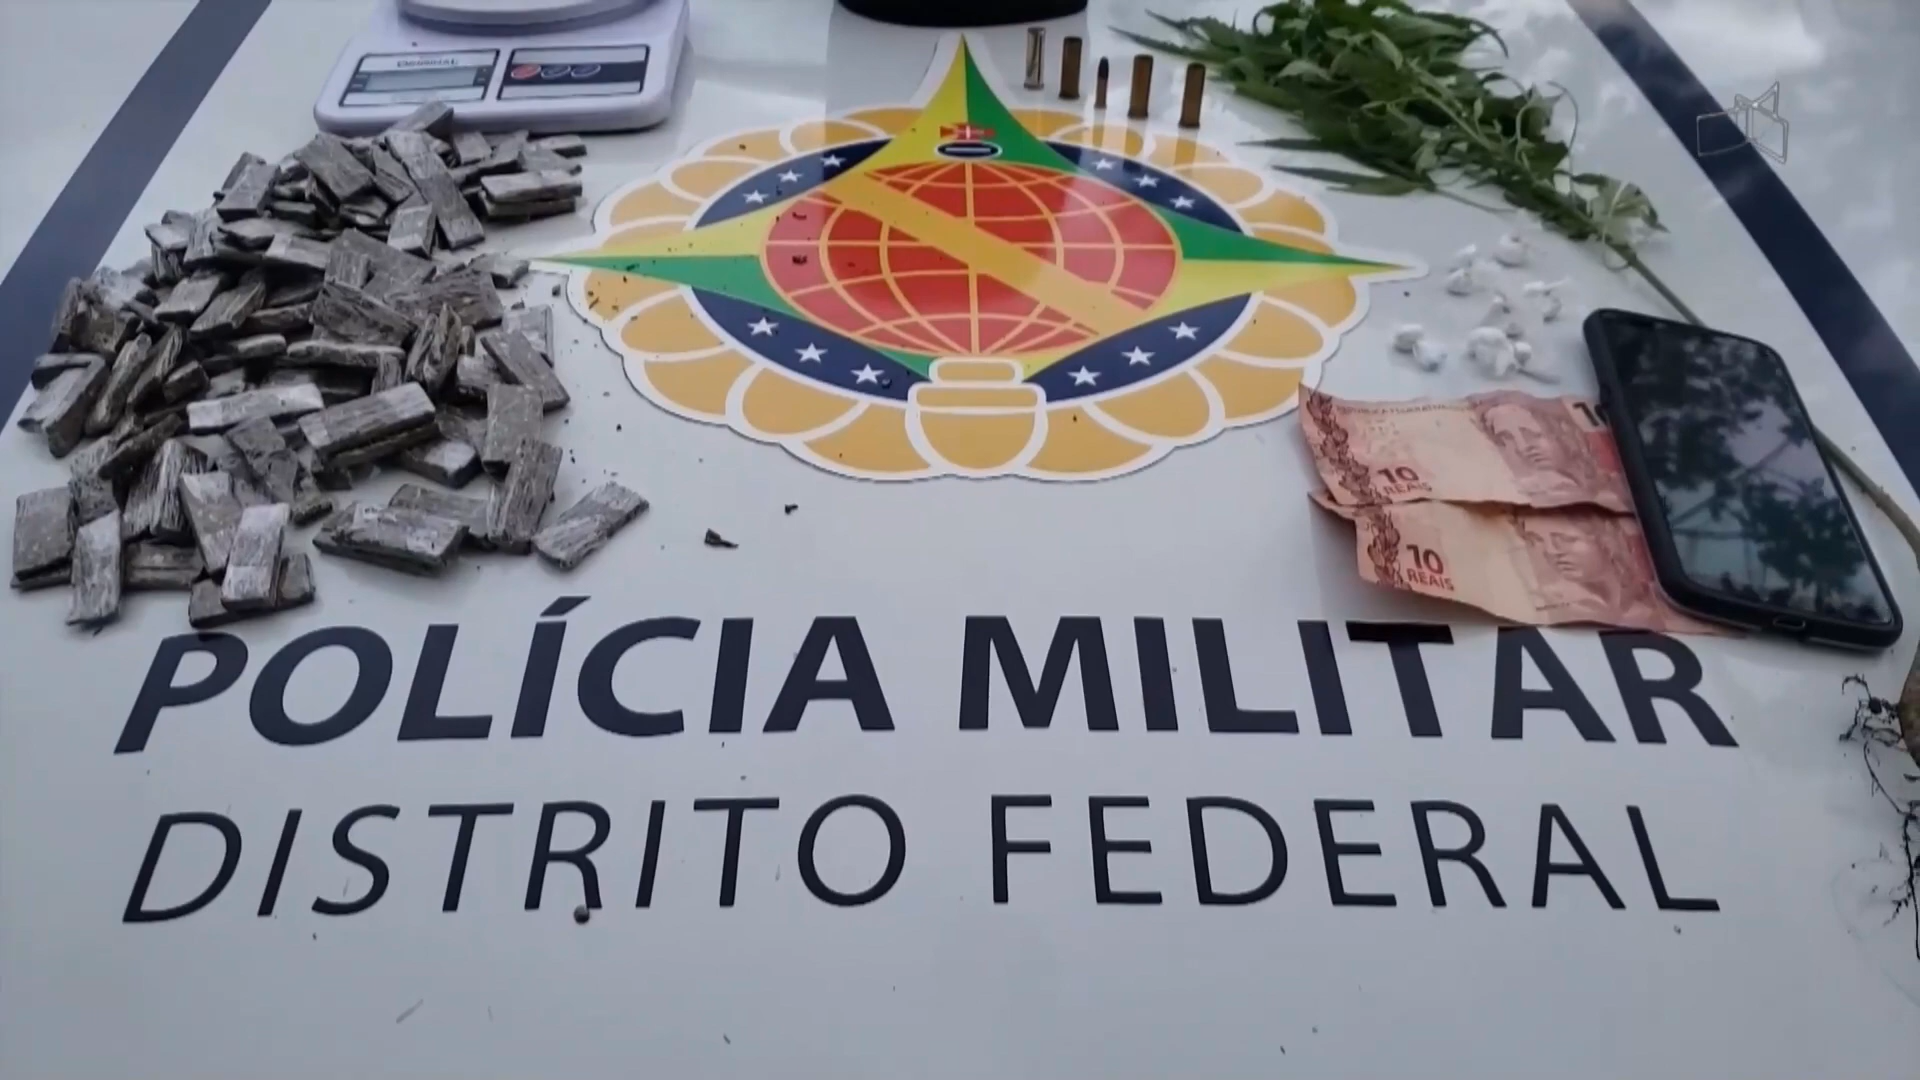 10
REAIS
10
REAIS
POLÍCIA MILITAR
DISTRITO FEDERAL